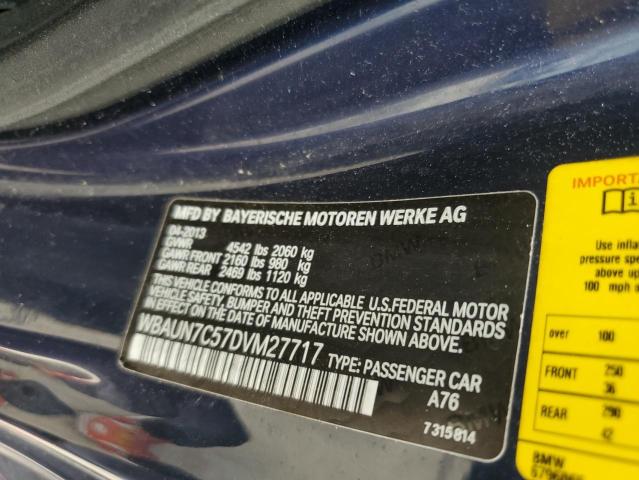 MFD BY BAYERISCHE MOTOREN WERKE AG
04-2013
GVWR 4542 lbs 2060 kg
GAWR FRONT 2160 lbs 980 kg
GAWR REAR 2469 lbs 1120 kg
THIS VEHICLE CONFORMS TO ALL APPLICABLE U.S.FEDERAL MOTOR
VEHICLE SAFETY, BUMPER AND THEFT PREVENTION STANDARDS
IN EFFECT ON THE DATE OF MANUFACTURE SHOWN ABOVE.
WBAUN7C57DVM27717 TYPE: PASSENGER CAR
A76
7315814
IMPORTA
Use infla
pressure spe
above up
100 mph
over 100
FRONT 250
36
REAR 290
42
BMW